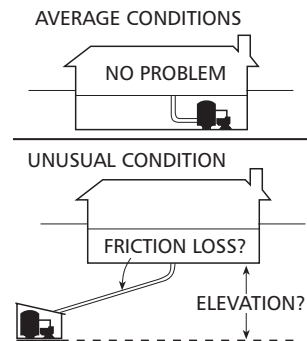 AVERAGE CONDITIONS
NO PROBLEM
UNUSUAL CONDITION
FRICTION LOSS?
ELEVATION?